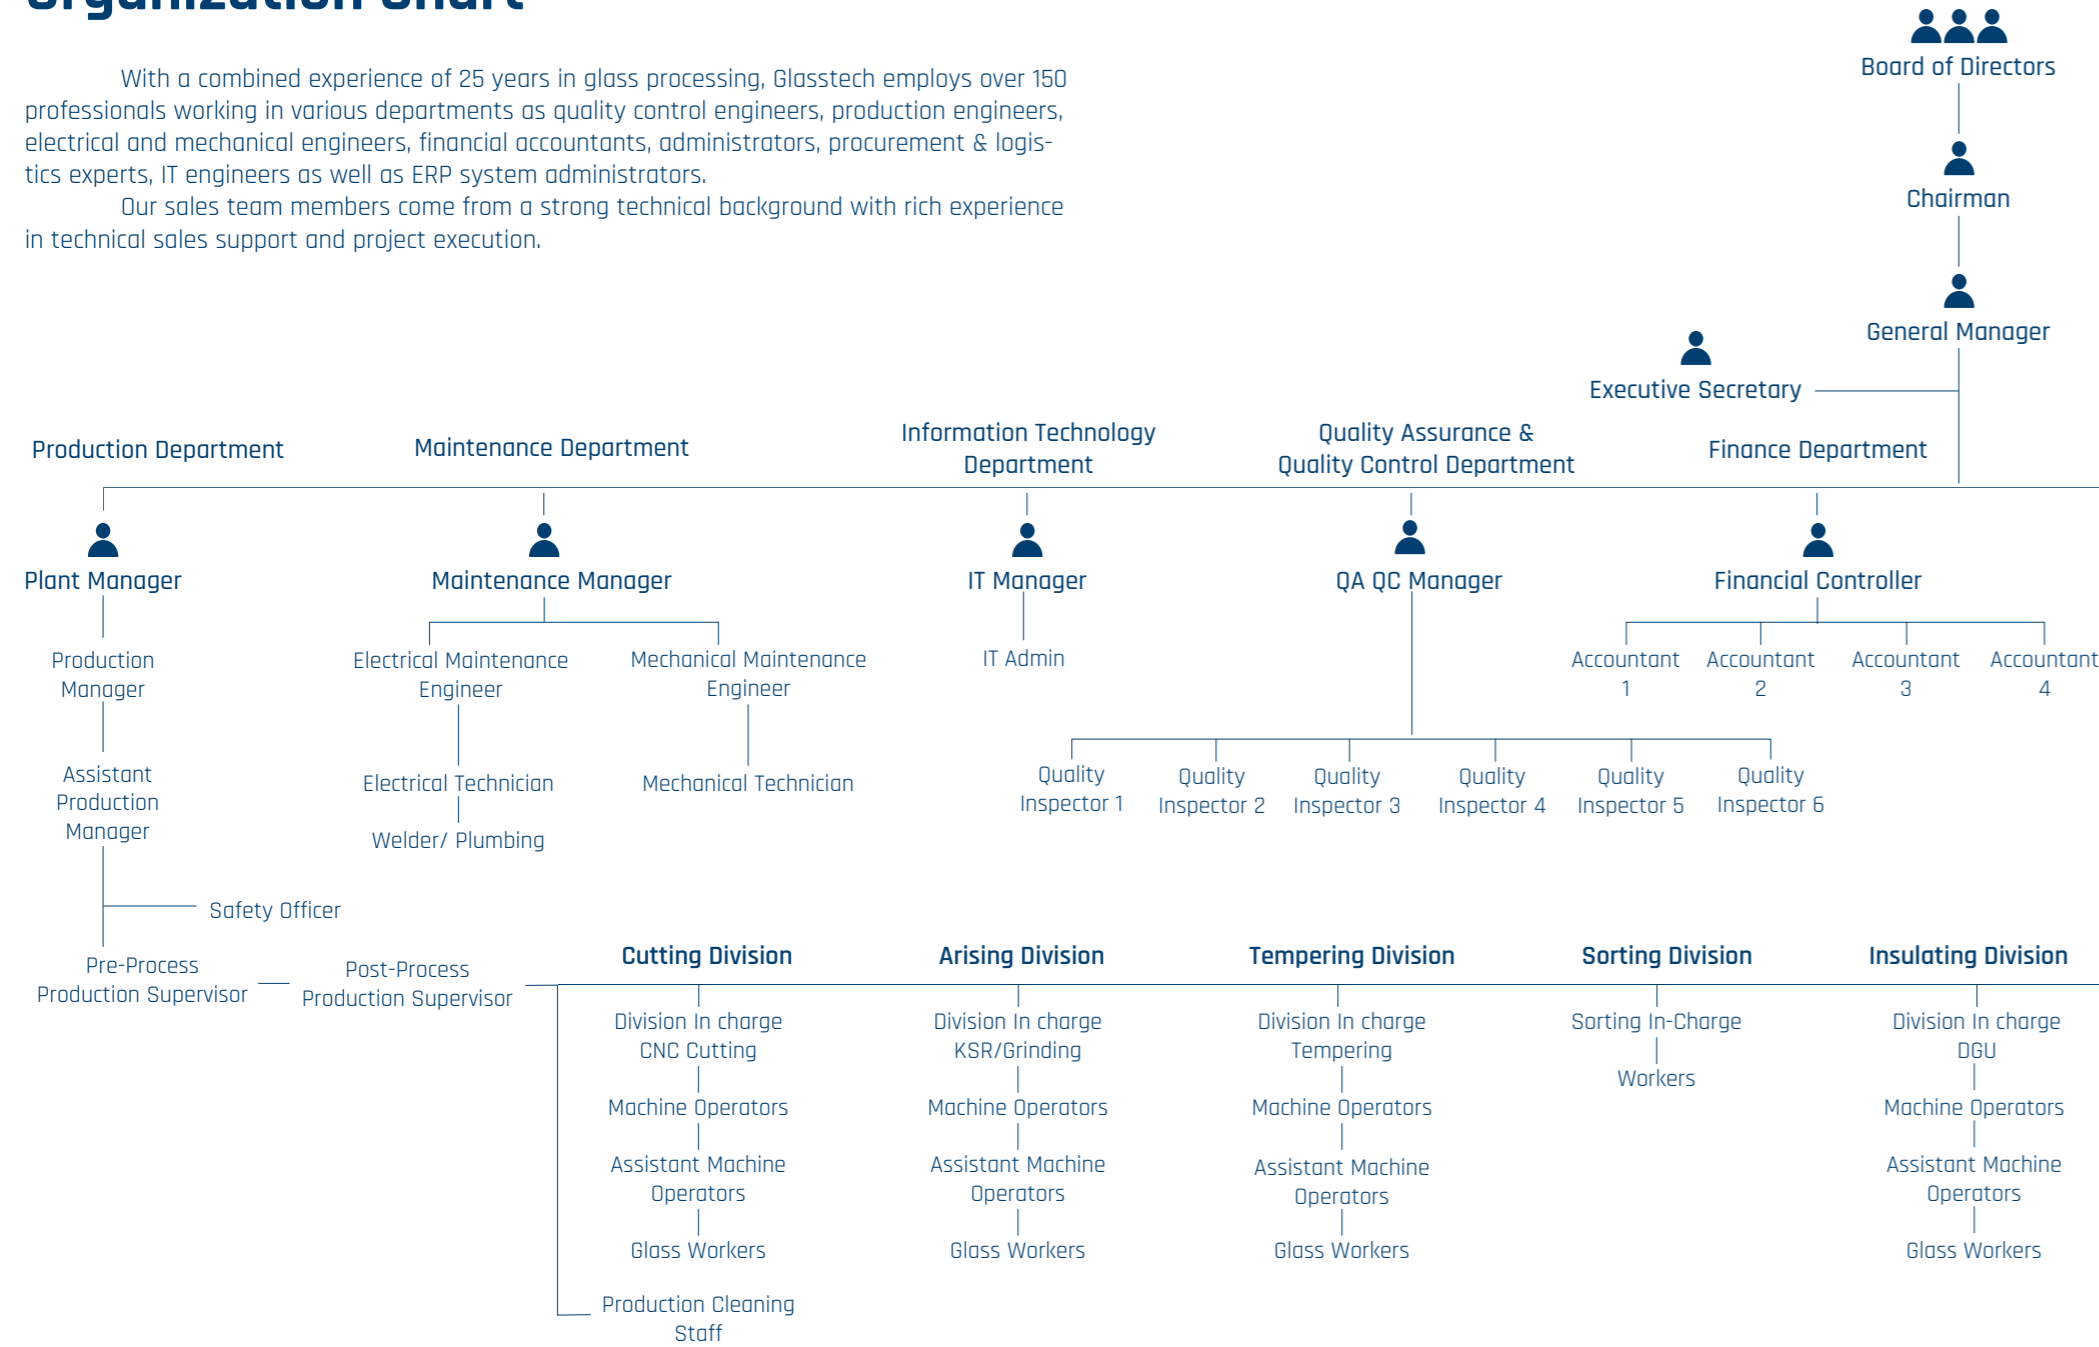 Organization Chart
With a combined experience of 25 years in glass processing, Glasstech employs over 150
professionals working in various departments as quality control engineers, production engineers,
electrical and mechanical engineers, financial accountants, administrators, procurement & logis-
tics experts, IT engineers as well as ERP system administrators.
Our sales team members come from a strong technical background with rich experience
in technical sales support and project execution.
Board of Directors
Chairman
General Manager
Executive Secretary
Production Department
Maintenance Department
Information Technology
Department
Quality Assurance &
Quality Control Department
Finance Department
Plant Manager
Maintenance Manager
IT Manager
QA QC Manager
Financial Controller
Production
Manager
Electrical Maintenance
Engineer
Mechanical Maintenance
Engineer
IT Admin
Accountant
1
Accountant
2
Accountant
3
Accountant
4
Assistant
Production
Manager
Electrical Technician
Mechanical Technician
Quality
Inspector 1
Quality
Inspector 2
Quality
Inspector 3
Quality
Inspector 4
Quality
Inspector 5
Quality
Inspector 6
Welder/ Plumbing
Safety Officer
Pre-Process
Production Supervisor
Post-Process
Production Supervisor
Cutting Division
Arising Division
Tempering Division
Sorting Division
Insulating Division
Division In charge
CNC Cutting
Division In charge
KSR/Grinding
Division In charge
Tempering
Sorting In-Charge
Division In charge
DGU
Workers
Machine Operators
Machine Operators
Machine Operators
Machine Operators
Assistant Machine
Operators
Assistant Machine
Operators
Assistant Machine
Operators
Assistant Machine
Operators
Glass Workers
Glass Workers
Glass Workers
Glass Workers
Production Cleaning
Staff